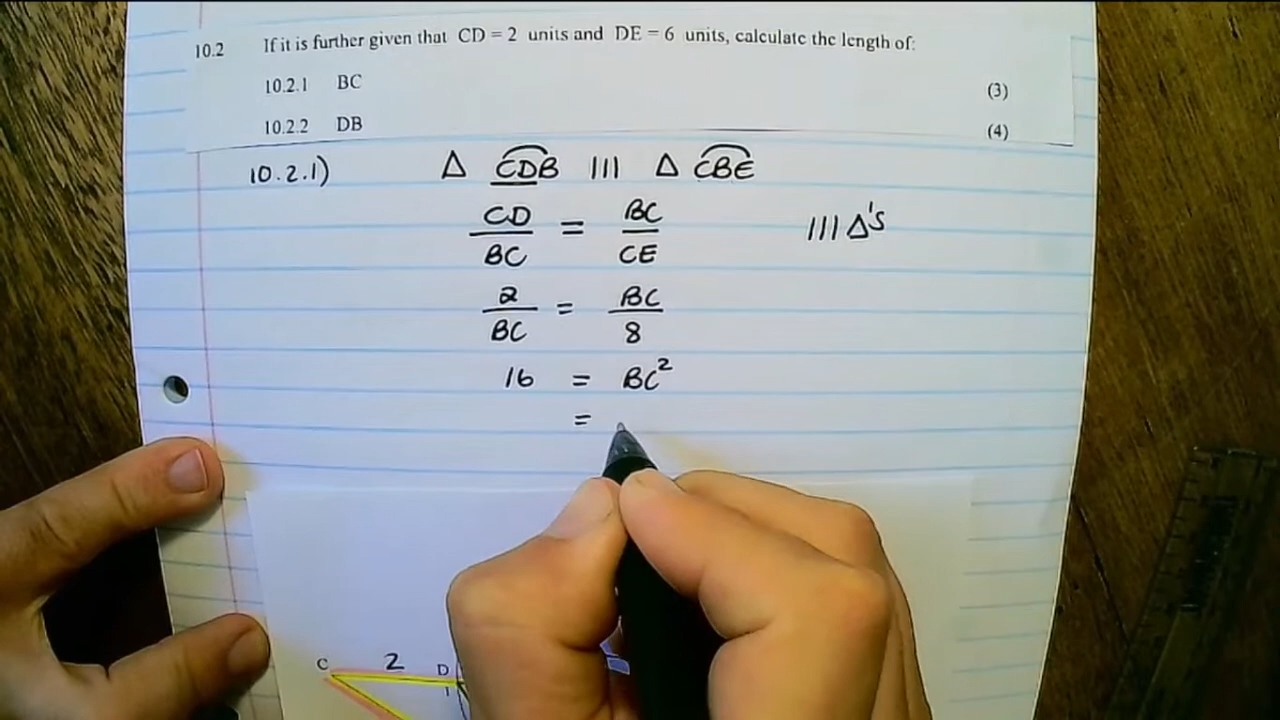 10.2 If it is further given that CD = 2 units and DE = 6 units, calculate the length of:
10.2.1 BC (3)
10.2.2 DB (4)
10.2.1) Δ CDB ||| Δ CBE
CD/BC = BC/CE ||| Δ's
2/BC = BC/8
16 = BC²
=
C 2 D
1